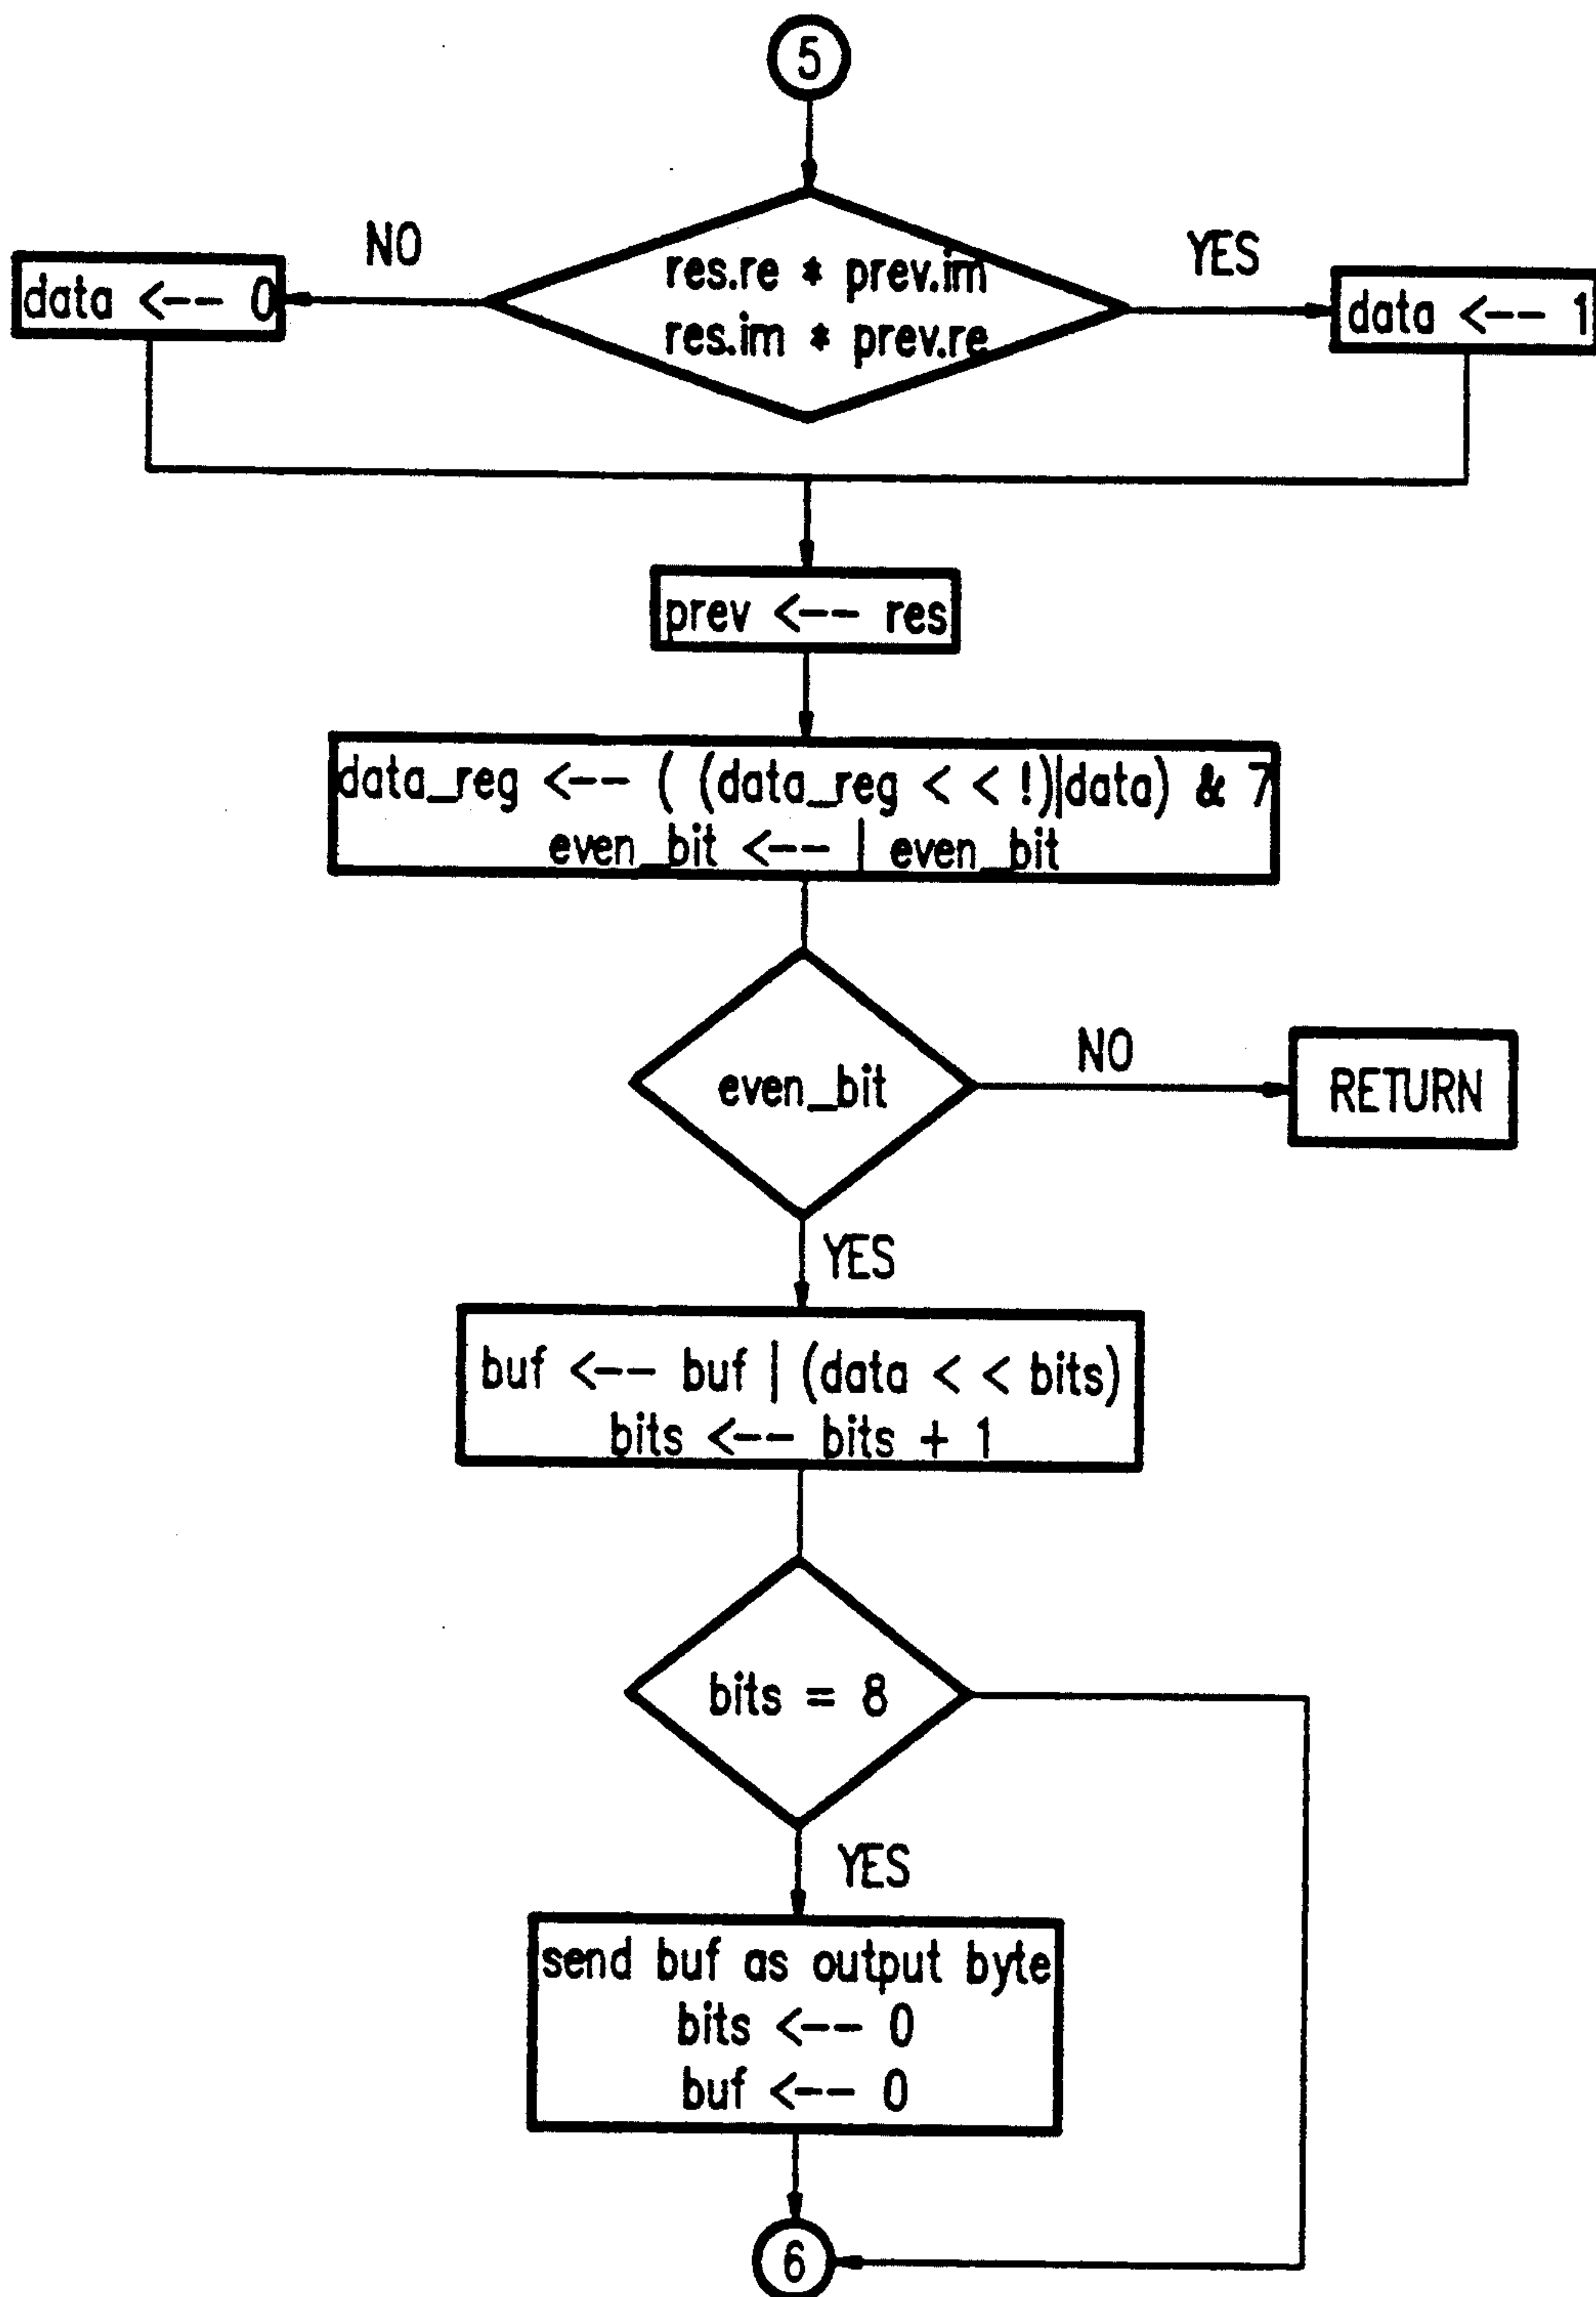 5
NO
YES
data <-- 0
res.re * prev.im
res.im * prev.re
data <-- 1
prev <-- res
data_reg <-- ( (data_reg < < !)|data) & 7
even_bit <-- | even_bit
even_bit
NO
RETURN
YES
buf <-- buf | (data < < bits)
bits <-- bits + 1
bits = 8
YES
send buf as output byte
bits <-- 0
buf <-- 0
6